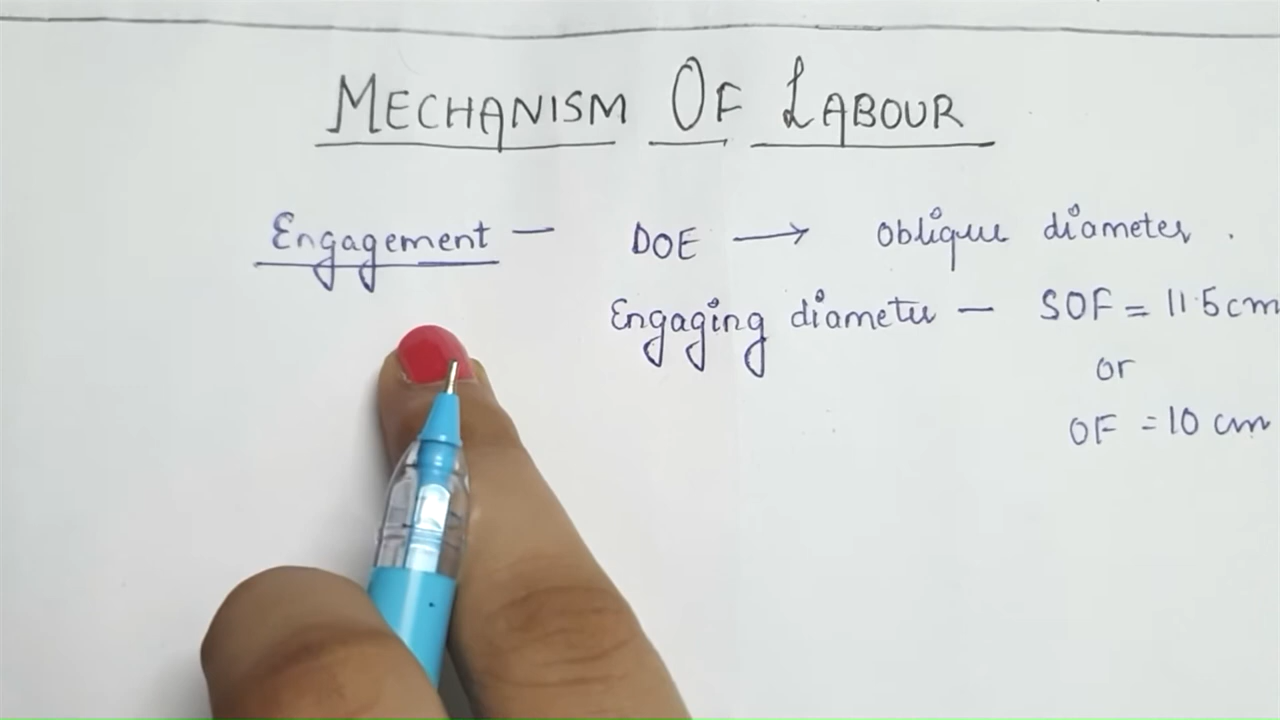 MECHANISM OF LABOUR
Engagement — DOE → oblique diameter .
Engaging diameter — SOF = 11.5cm
or
OF = 10 cm